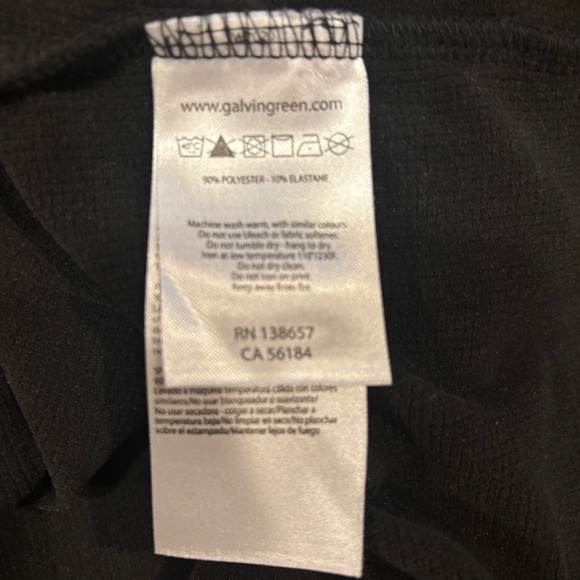 www.galvingreen.com
40°C
90% POLYESTER - 10% ELASTANE
Machine wash warm, with similar colours.
Do not use bleach or fabric softener.
Do not tumble dry - hang to dry.
Iron at low temperature 110°/230F.
Do not dry clean.
Do not iron on print.
Keep away from fire.
RN 138657
CA 56184
Lavado a maquina temperatura cálida con colores
similares/No usar blanqueador o suavizante/
No usar secadora - colgar a secar/Planchar a
temperatura baja/No limpiar en seco/No planchar
sobre el estampado/Mantener lejos de fuego